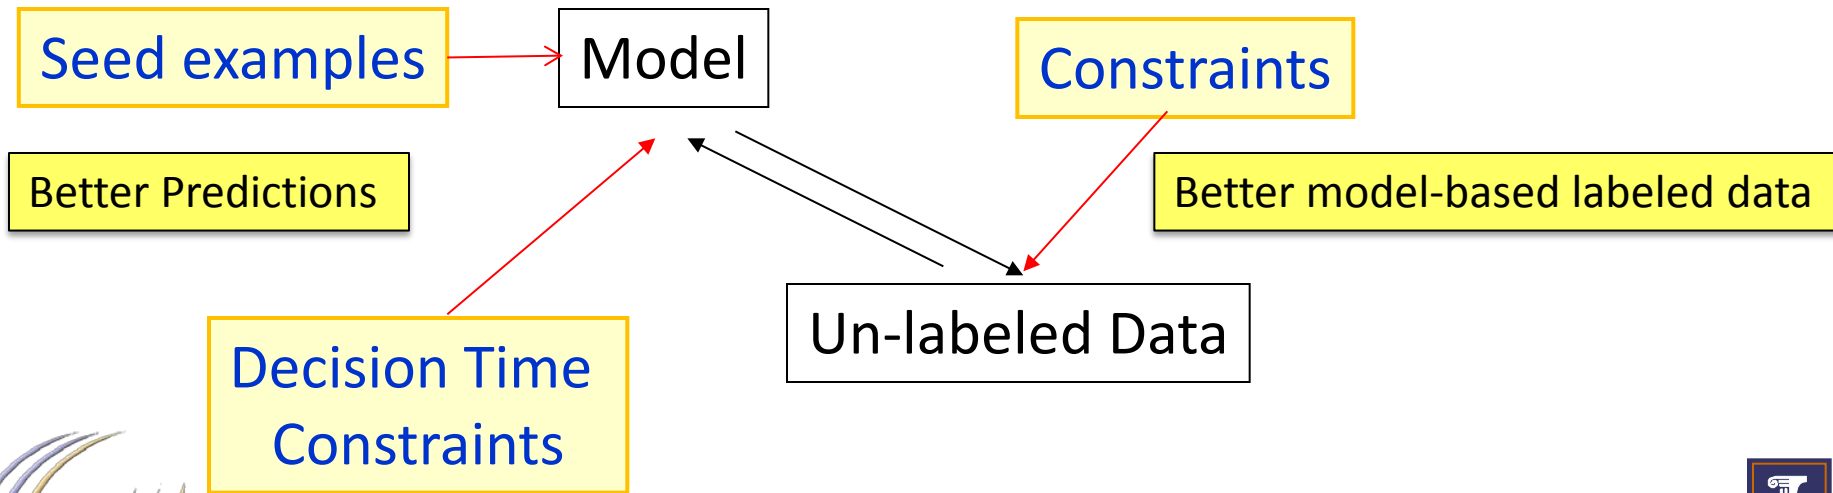 Seed examples
Model
Constraints
Better Predictions
Better model-based labeled data
Un-labeled Data
Decision Time
Constraints